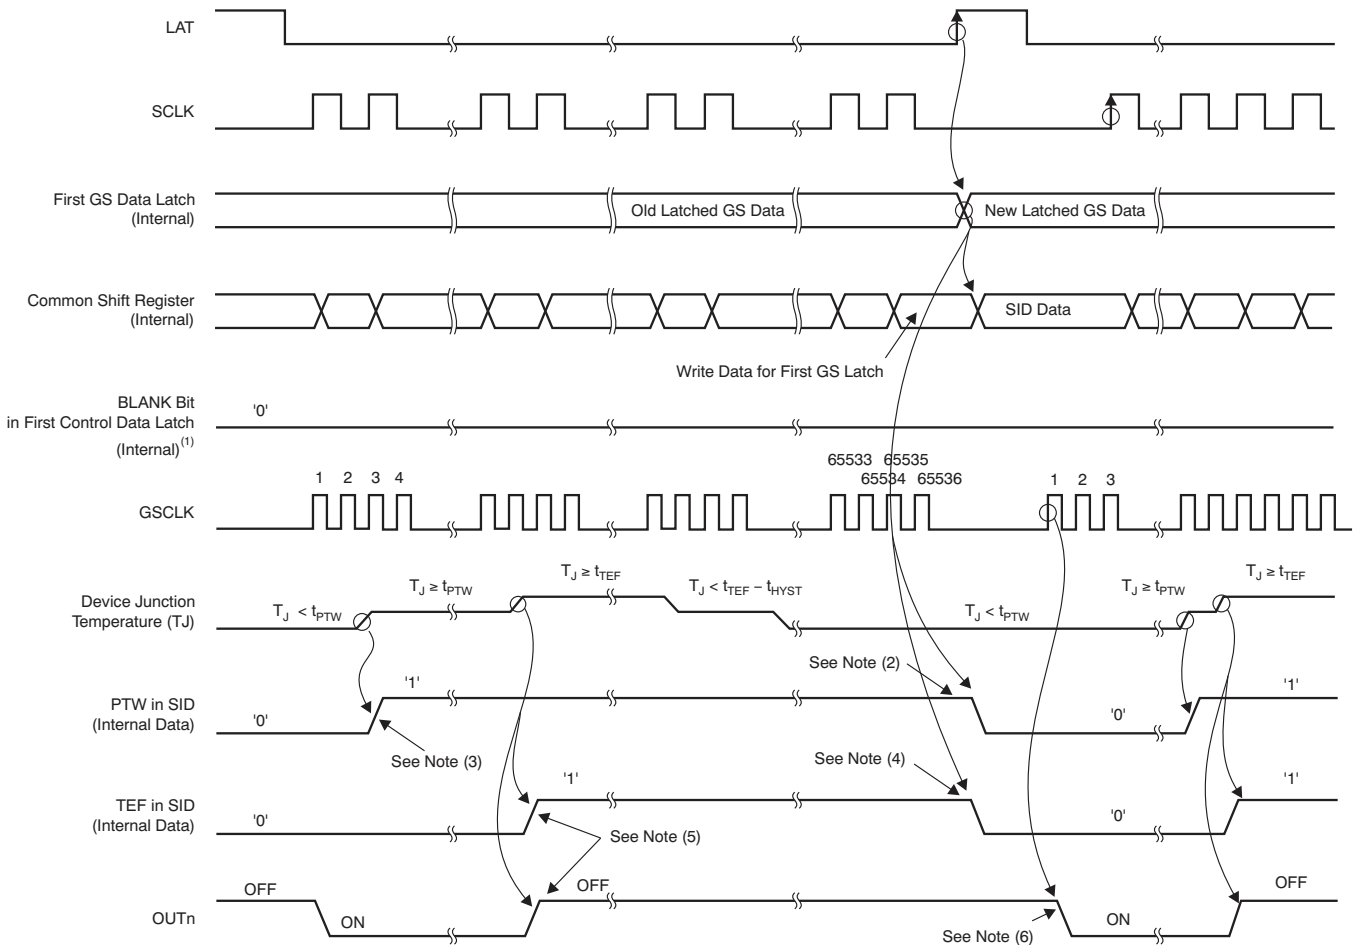 LAT
SCLK
First GS Data Latch
(Internal)
Old Latched GS Data
New Latched GS Data
Common Shift Register
(Internal)
SID Data
Write Data for First GS Latch
BLANK Bit
in First Control Data Latch
(Internal)(1)
'0'
65533 65535
65534 65536
1 2 3 4
1 2 3
GSCLK
Device Junction
Temperature (TJ)
TJ < tPTW
TJ ≥ tPTW
TJ ≥ tTEF
TJ < tTEF – tHYST
TJ < tPTW
TJ ≥ tPTW
TJ ≥ tTEF
See Note (2)
PTW in SID
(Internal Data)
'0'
'1'
'0'
'1'
See Note (3)
See Note (4)
TEF in SID
(Internal Data)
'0'
'1'
'0'
'1'
See Note (5)
OUTn
OFF
ON
OFF
ON
OFF
See Note (6)